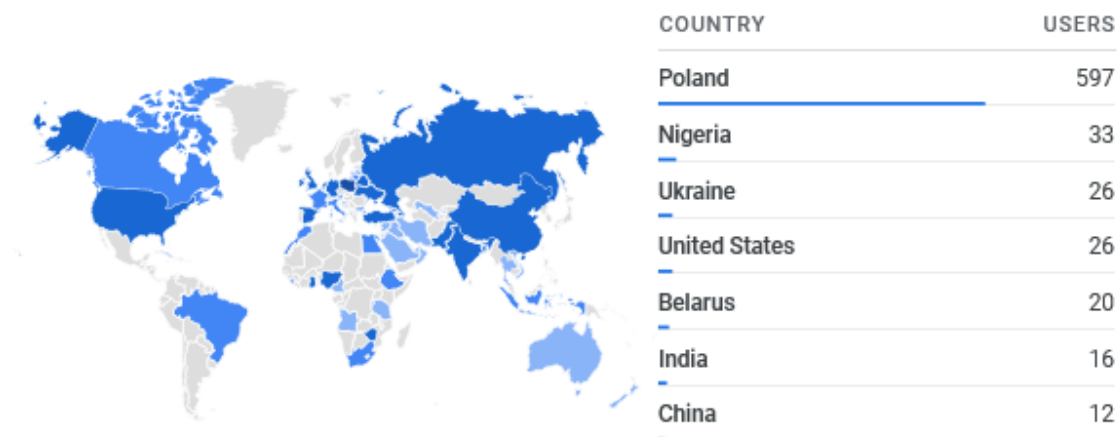 COUNTRY USERS
Poland 597
Nigeria 33
Ukraine 26
United States 26
Belarus 20
India 16
China 12